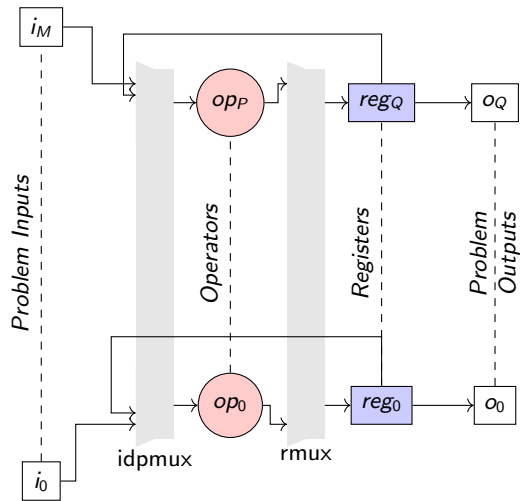 i_M
op_P
reg_Q
o_Q
Problem Inputs
Operators
Registers
Problem
Outputs
op_0
reg_0
o_0
idpmux
rmux
i_0